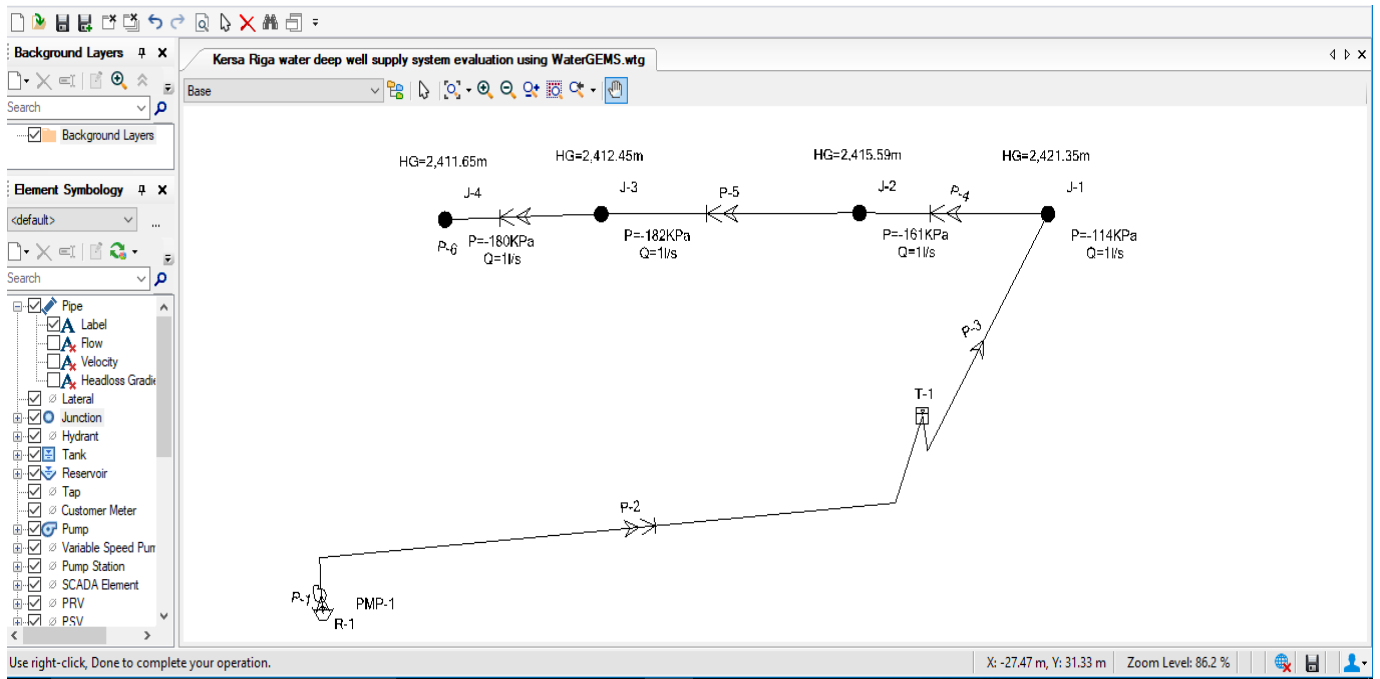 Background Layers
Kersa Riga water deep well supply system evaluation using WaterGEMS.wtg
Search
Base
Background Layers
Element Symbology
<default>
...
Search
Pipe
Label
Flow
Velocity
Headloss Gradie
Lateral
Junction
Hydrant
Tank
Reservoir
Tap
Customer Meter
Pump
Variable Speed Pum
Pump Station
SCADA Element
PRV
PSV
HG=2,411.65m
HG=2,412.45m
HG=2,415.59m
HG=2,421.35m
J-4
J-3
P-5
J-2
P-4
J-1
P-6
P=-180KPa
Q=1l/s
P=-182KPa
Q=1l/s
P=-161KPa
Q=1l/s
P=-114KPa
Q=1l/s
P-3
T-1
P-2
P-1
PMP-1
R-1
Use right-click, Done to complete your operation.
X: -27.47 m, Y: 31.33 m
Zoom Level: 86.2 %